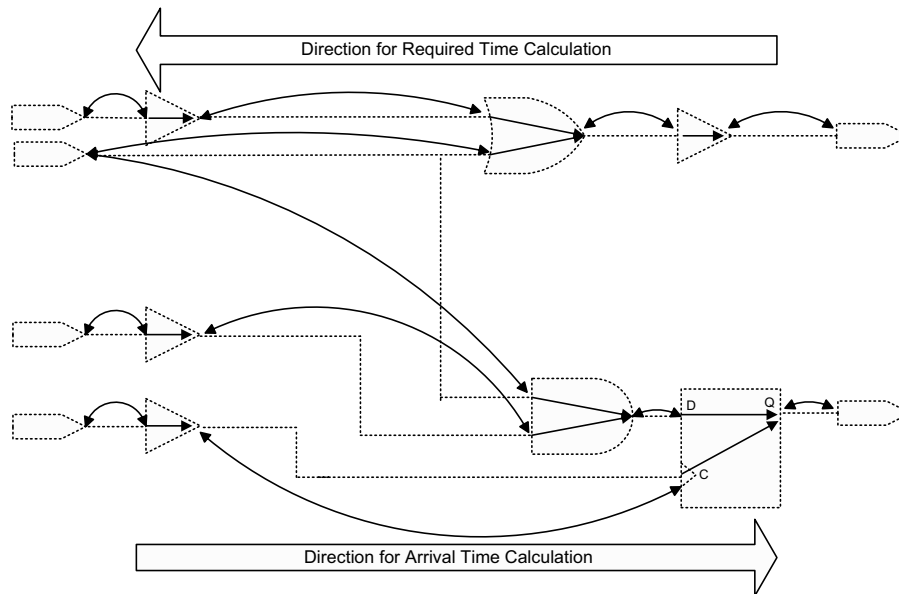 Direction for Required Time Calculation
D
Q
C
Direction for Arrival Time Calculation